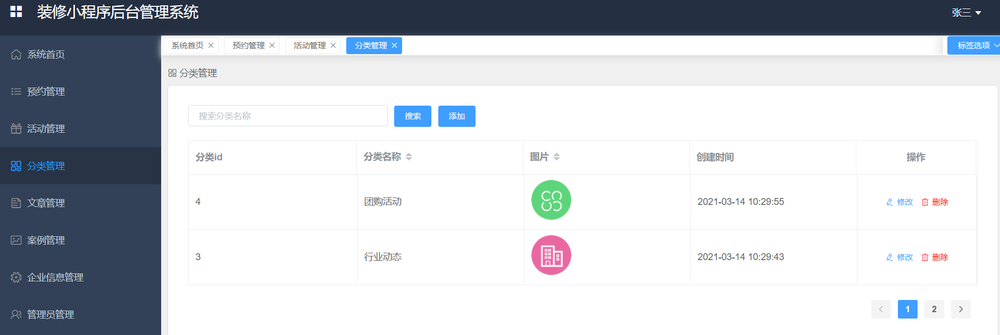 装修小程序后台管理系统
张三
系统首页
预约管理
活动管理
分类管理
文章管理
案例管理
企业信息管理
管理员管理
系统首页 预约管理 活动管理 分类管理 标签选项
分类管理
搜索分类名称 搜索 添加
分类id 分类名称 图片 创建时间 操作
4 团购活动 2021-03-14 10:29:55 修改 删除
3 行业动态 2021-03-14 10:29:43 修改 删除
1 2